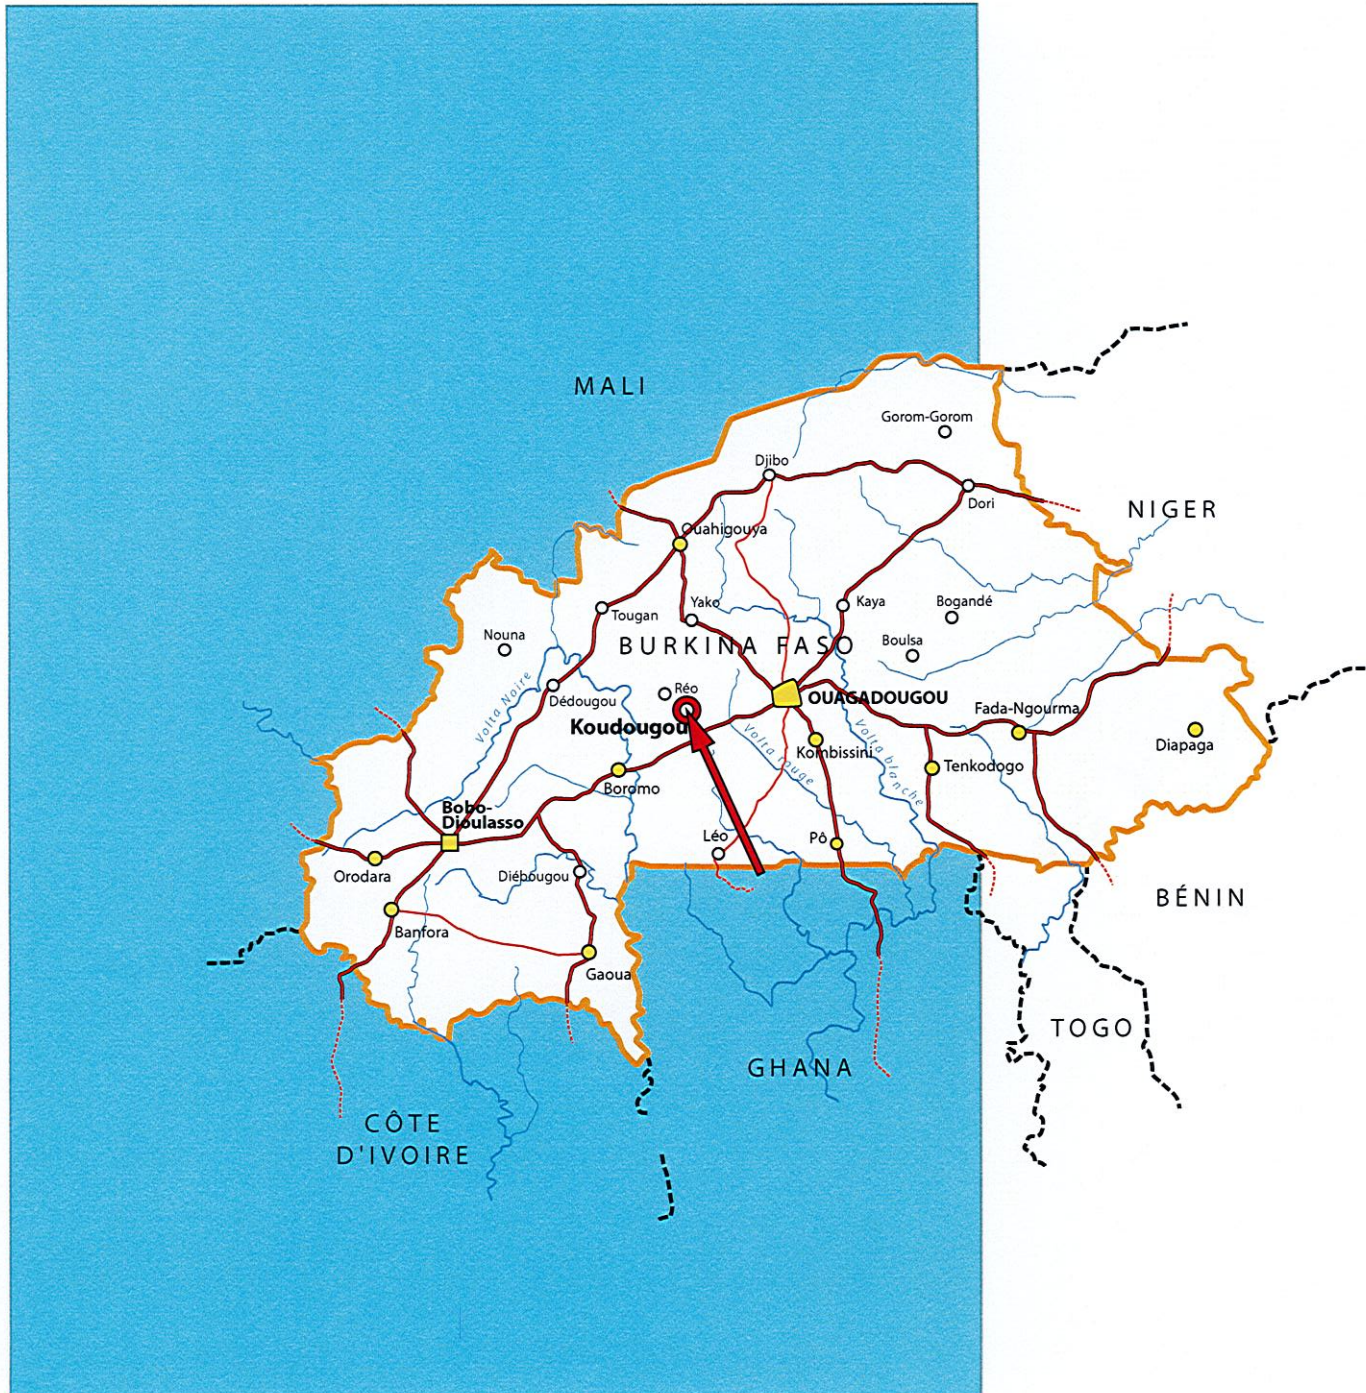 MALI
Gorom-Gorom
Djibo
Dori
NIGER
Ouahigouya
Yako
Kaya
Bogandé
Tougan
Nouna
BURKINA FASO
Boulsa
Volta Noire
Dédougou
Réo
OUAGADOUGOU
Koudougou
Fada-Ngourma
Diapaga
Volta rouge
Volta blanche
Kombissini
Tenkodogo
Boromo
Bobo-
Dioulasso
Léo
Pô
Orodara
Diébougou
BÉNIN
Banfora
Gaoua
TOGO
GHANA
CÔTE
D'IVOIRE